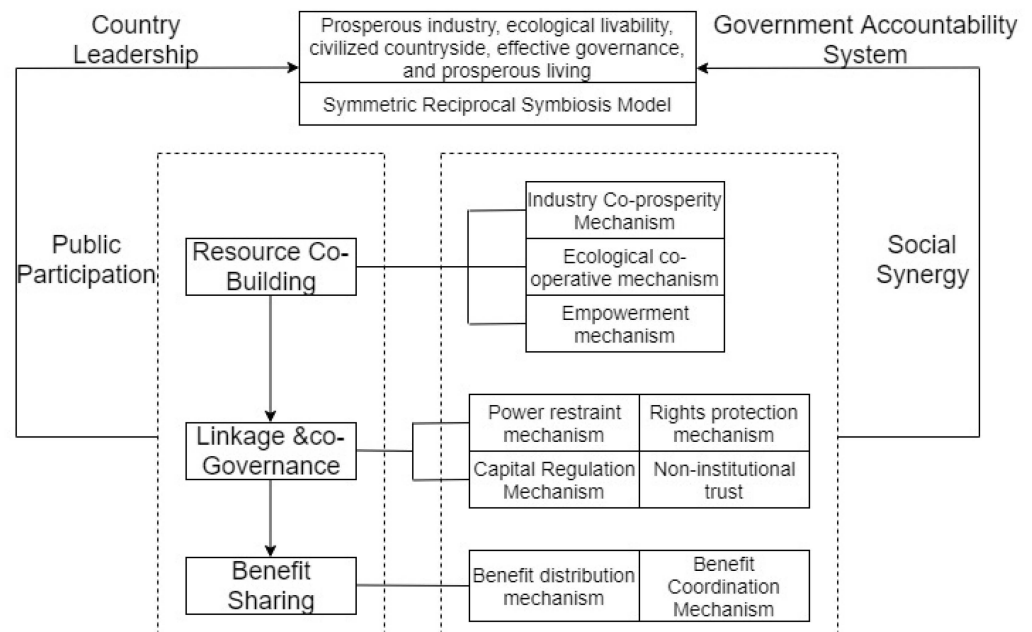 Country
Leadership
Prosperous industry, ecological livability,
civilized countryside, effective governance,
and prosperous living
Symmetric Reciprocal Symbiosis Model
Government Accountability
System
Public
Participation
Resource Co-
Building
Industry Co-prosperity
Mechanism
Ecological co-
operative mechanism
Empowerment
mechanism
Social
Synergy
Linkage &co-
Governance
Power restraint
mechanism
Rights protection
mechanism
Capital Regulation
Mechanism
Non-institutional
trust
Benefit
Sharing
Benefit distribution
mechanism
Benefit
Coordination
Mechanism